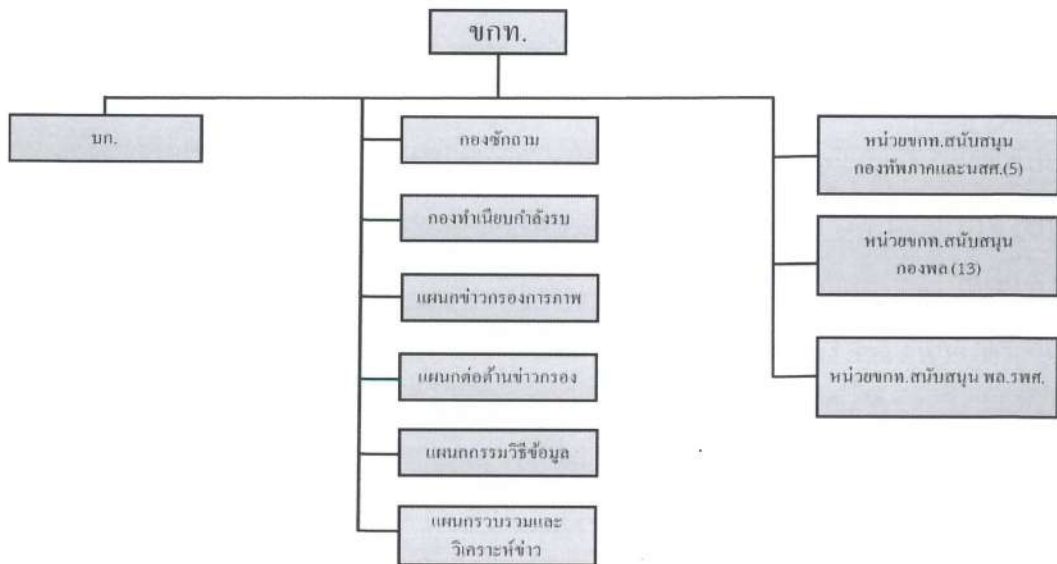 ขกท.
บก.
กองซักถาม
กองทำเนียบกำลังรบ
แผนกข่าวกรองการภาพ
แผนกต่อต้านข่าวกรอง
แผนกกรรมวิธีข้อมูล
แผนกรวบรวมและ
วิเคราะห์ข่าว
หน่วยขกท.สนับสนุน
กองทัพภาคและนสศ.(5)
หน่วยขกท.สนับสนุน
กองพล (13)
หน่วยขกท.สนับสนุน พล.รพศ.